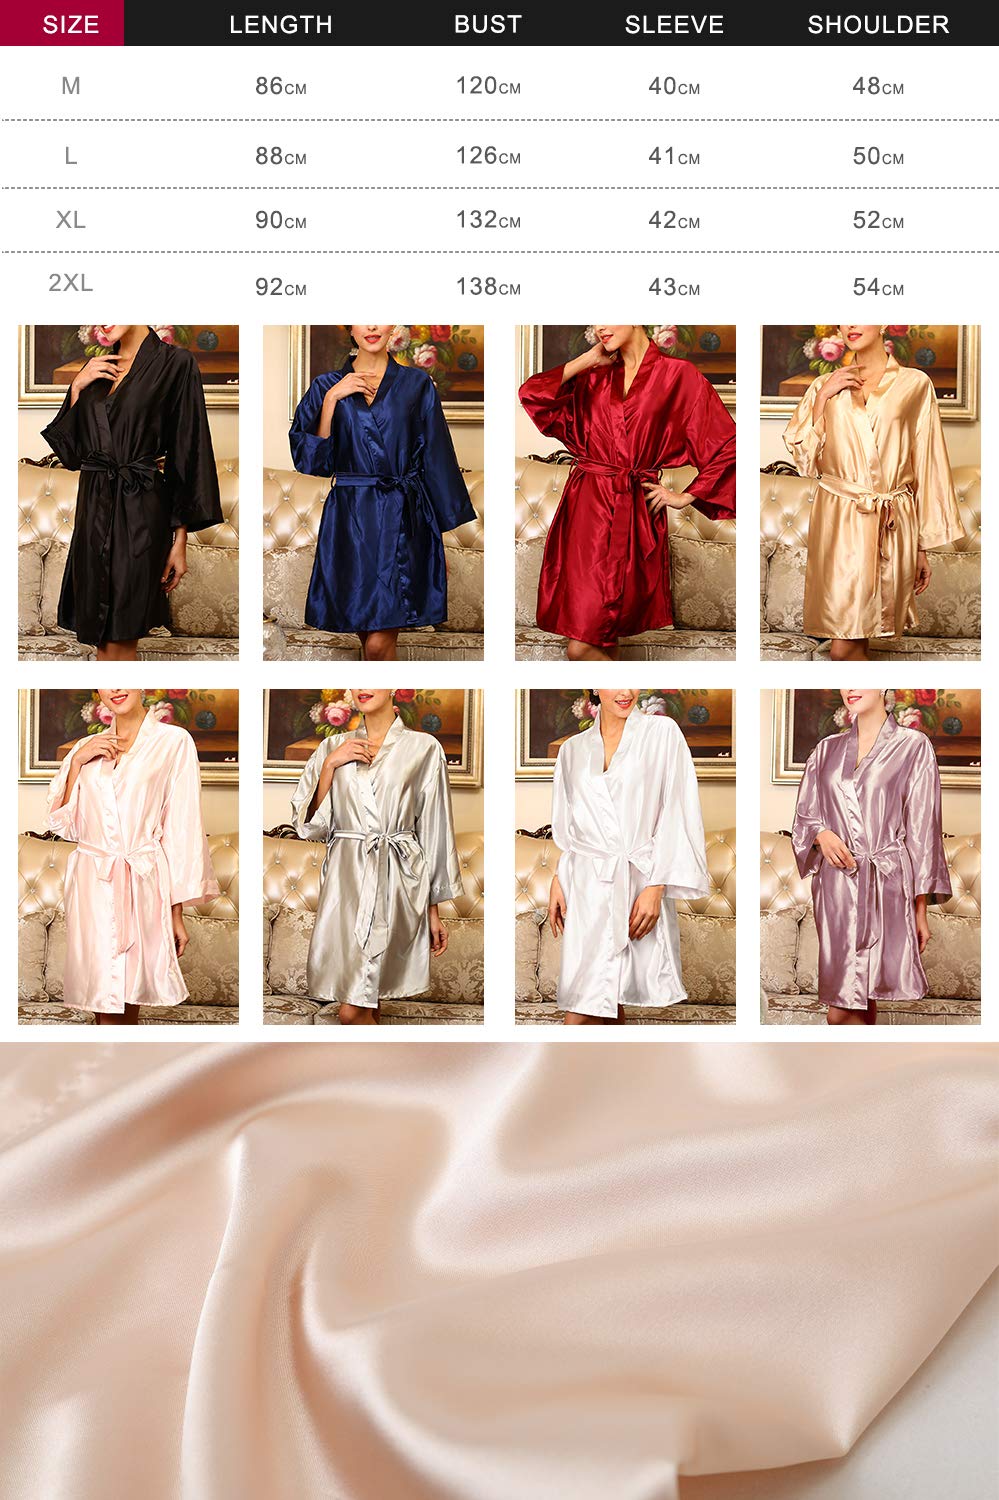 SIZE LENGTH BUST SLEEVE SHOULDER
M 86CM 120CM 40CM 48CM
L 88CM 126CM 41CM 50CM
XL 90CM 132CM 42CM 52CM
2XL 92CM 138CM 43CM 54CM